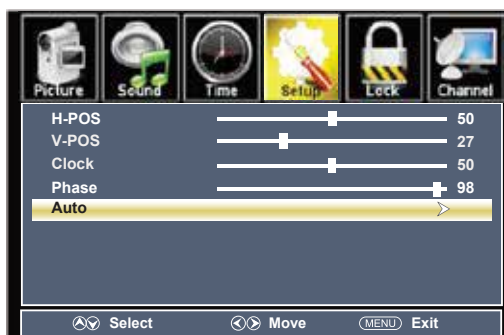 Picture Sound Time Setup Lock Channel
H-POS 50
V-POS 27
Clock 50
Phase 98
Auto
Select Move MENU Exit